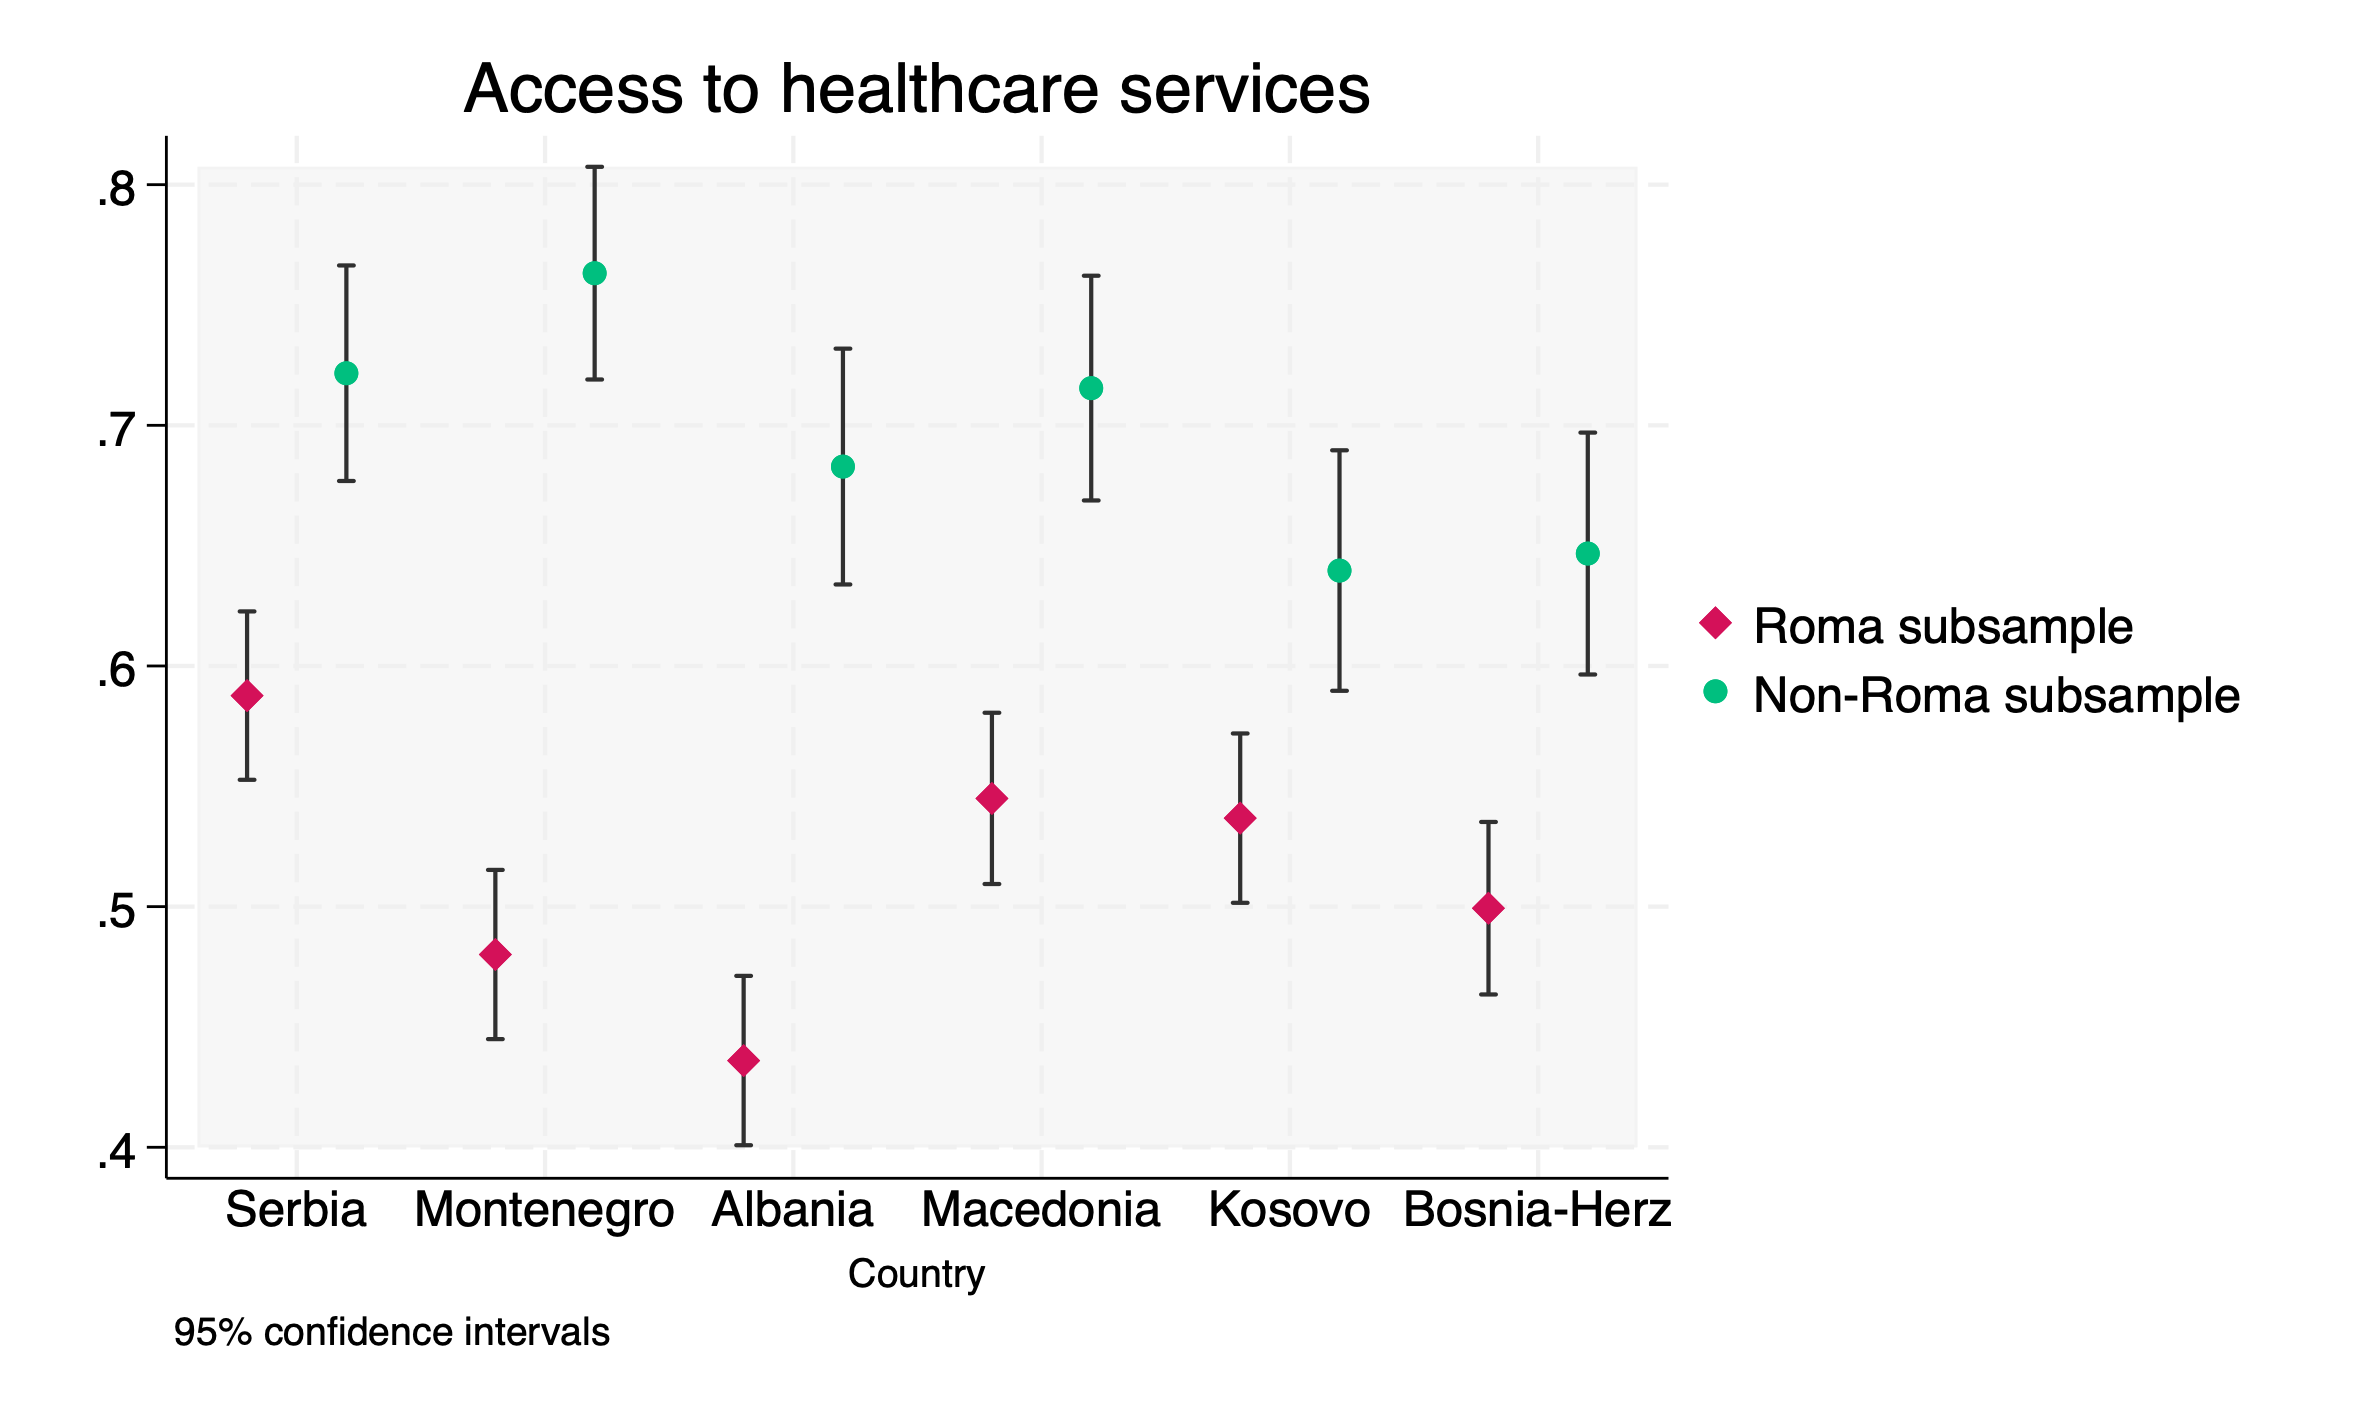 Access to healthcare services
.8
.7
.6
.5
.4
Serbia Montenegro Albania Macedonia Kosovo Bosnia-Herz
Country
95% confidence intervals
Roma subsample
Non-Roma subsample